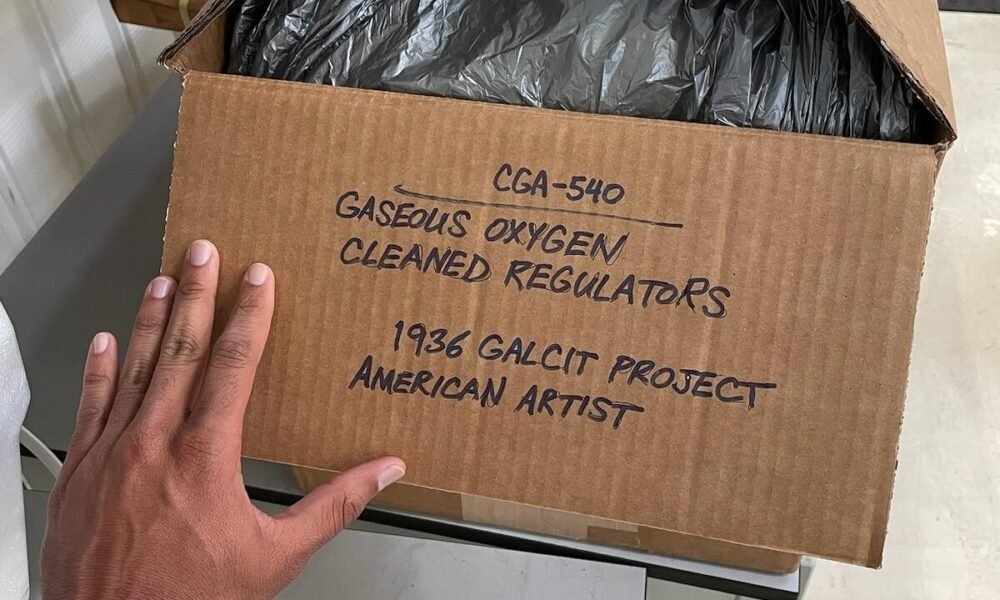 CGA-540
GASEOUS OXYGEN
CLEANED REGULATORS
1936 GALCIT PROJECT
AMERICAN ARTIST